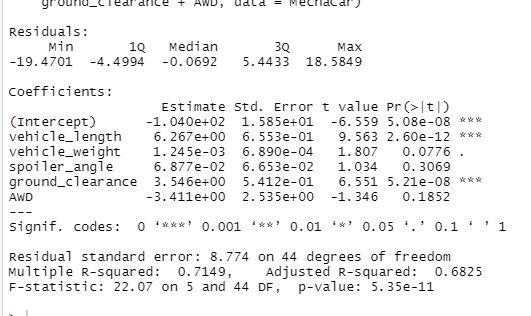 ground_clearance + AWD, data = MechaCar)
Residuals:
Min 1Q Median 3Q Max
-19.4701 -4.4994 -0.0692 5.4433 18.5849
Coefficients:
Estimate Std. Error t value Pr(>|t|)
(Intercept) -1.040e+02 1.585e+01 -6.559 5.08e-08 ***
vehicle_length 6.267e+00 6.553e-01 9.563 2.60e-12 ***
vehicle_weight 1.245e-03 6.890e-04 1.807 0.0776 .
spoiler_angle 6.877e-02 6.653e-02 1.034 0.3069
ground_clearance 3.546e+00 5.412e-01 6.551 5.21e-08 ***
AWD -3.411e+00 2.535e+00 -1.346 0.1852
---
Signif. codes: 0 ‘***’ 0.001 ‘**’ 0.01 ‘*’ 0.05 ‘.’ 0.1 ‘ ’ 1
Residual standard error: 8.774 on 44 degrees of freedom
Multiple R-squared: 0.7149, Adjusted R-squared: 0.6825
F-statistic: 22.07 on 5 and 44 DF, p-value: 5.35e-11
>